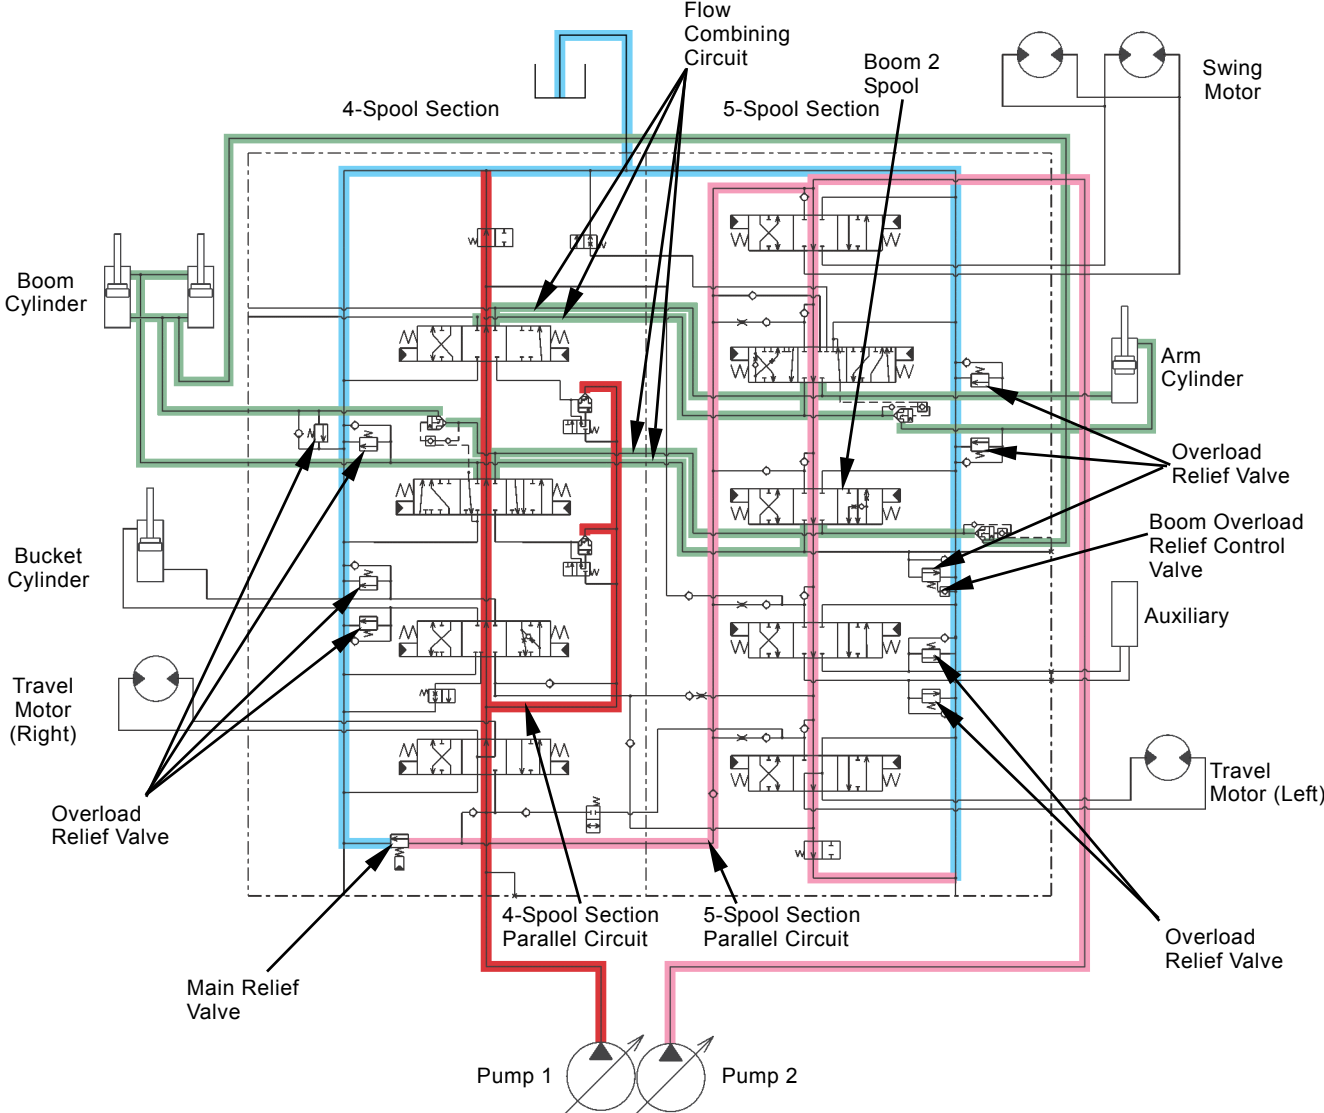 Flow
Combining
Circuit
4-Spool Section
5-Spool Section
Boom 2
Spool
Swing
Motor
Boom
Cylinder
Arm
Cylinder
Overload
Relief Valve
Boom Overload
Relief Control
Valve
Bucket
Cylinder
Auxiliary
Travel
Motor
(Right)
Travel
Motor (Left)
Overload
Relief Valve
4-Spool Section
Parallel Circuit
5-Spool Section
Parallel Circuit
Overload
Relief Valve
Main Relief
Valve
Pump 1
Pump 2